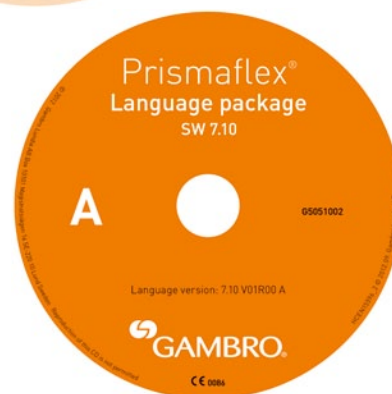 Prismaflex®
Language package
SW 7.10
A
G5051002
Language version: 7.10 V01R00 A
GAMBRO®
CE 0086